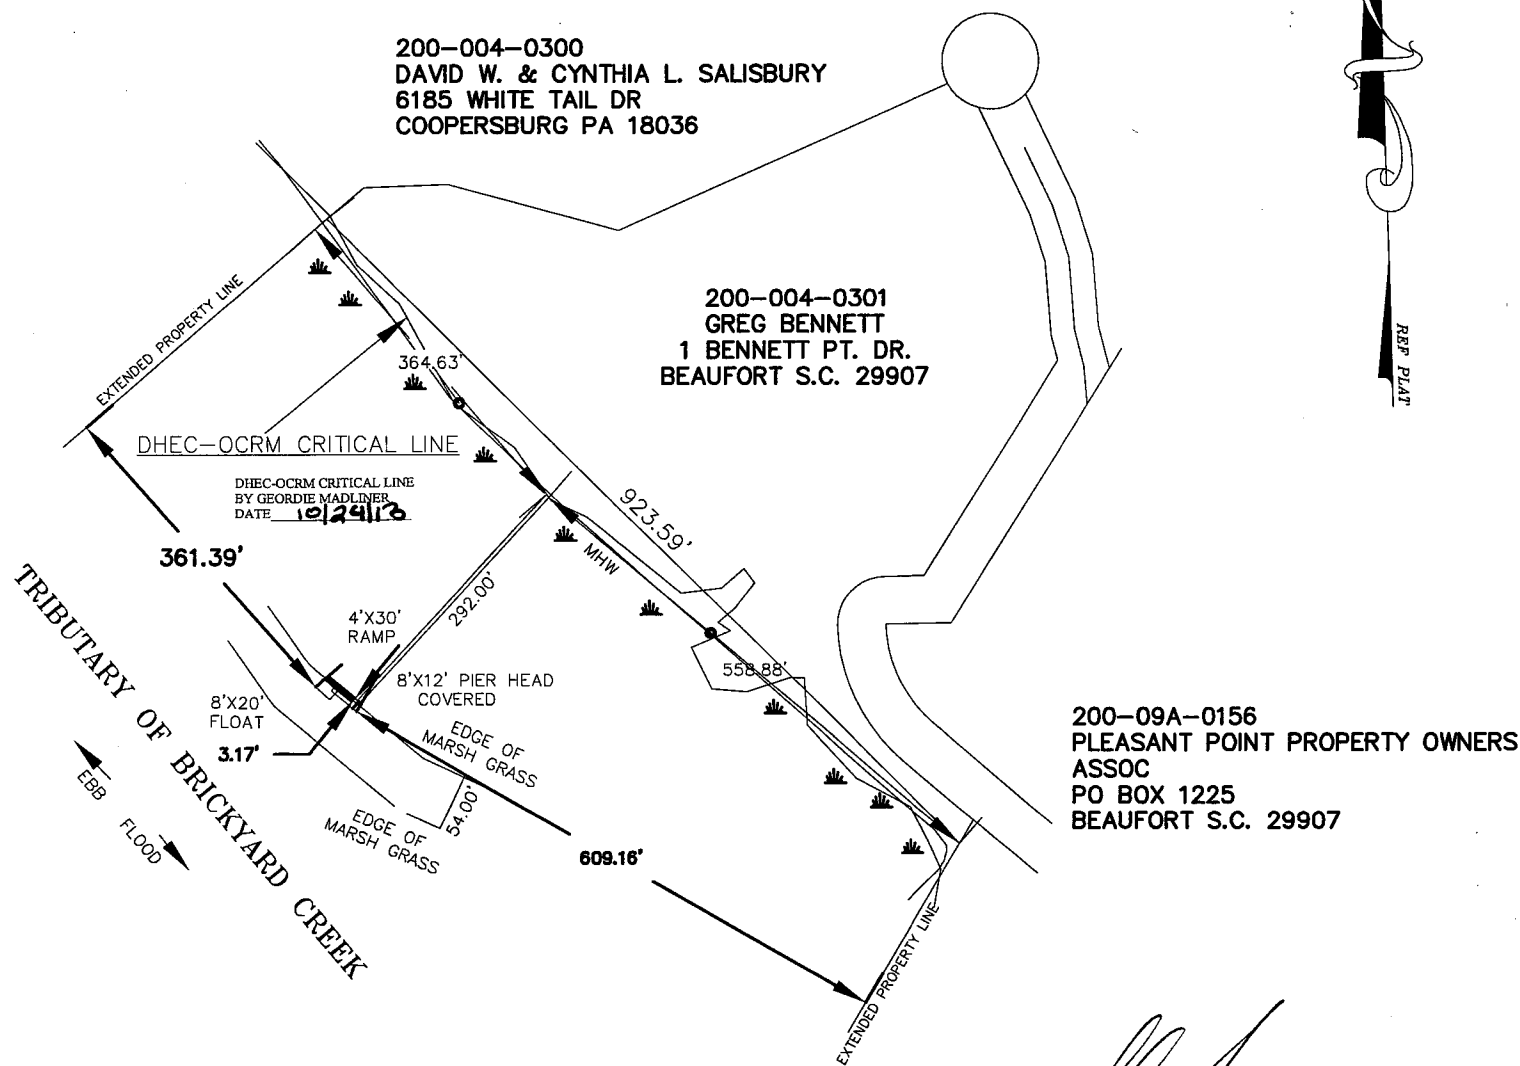 200-004-0300
DAVID W. & CYNTHIA L. SALISBURY
6185 WHITE TAIL DR
COOPERSBURG PA 18036
REF PLAT
EXTENDED PROPERTY LINE
200-004-0301
GREG BENNETT
1 BENNETT PT. DR.
BEAUFORT S.C. 29907
364.63'
DHEC-OCRM CRITICAL LINE
DHEC-OCRM CRITICAL LINE
BY GEORDIE MADLINER
DATE 10/24/13
923.59'
361.39'
MHW
292.00'
4'X30'
RAMP
8'X12' PIER HEAD
COVERED
558.88'
8'X20'
FLOAT
3.17'
EDGE OF
MARSH GRASS
54.00'
EDGE OF
MARSH GRASS
TRIBUTARY OF BRICKYARD CREEK
EBB
FLOOD
609.16'
200-09A-0156
PLEASANT POINT PROPERTY OWNERS
ASSOC
PO BOX 1225
BEAUFORT S.C. 29907
EXTENDED PROPERTY LINE